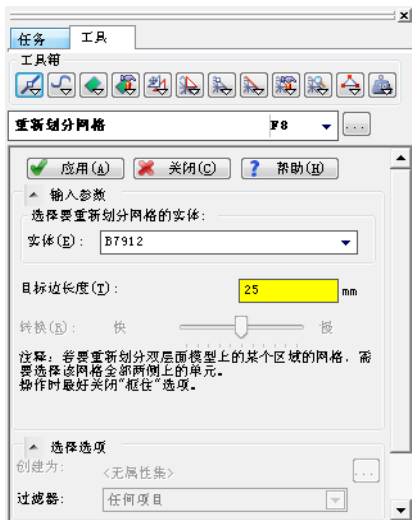 任务 工具
工具箱
重新划分网格 F8 ...
应用(A) 关闭(C) ? 帮助(H)
输入参数
选择要重新划分网格的实体:
实体(E): B7912
目标边长度(T): 25 mm
转换(R): 快 慢
注释: 若要重新划分双层面模型上的某个区域的网格, 需
要选择该网格全部两侧上的单元。
操作时最好关闭“框住”选项。
选择选项
创建为: <无属性集> ...
过滤器: 任何项目